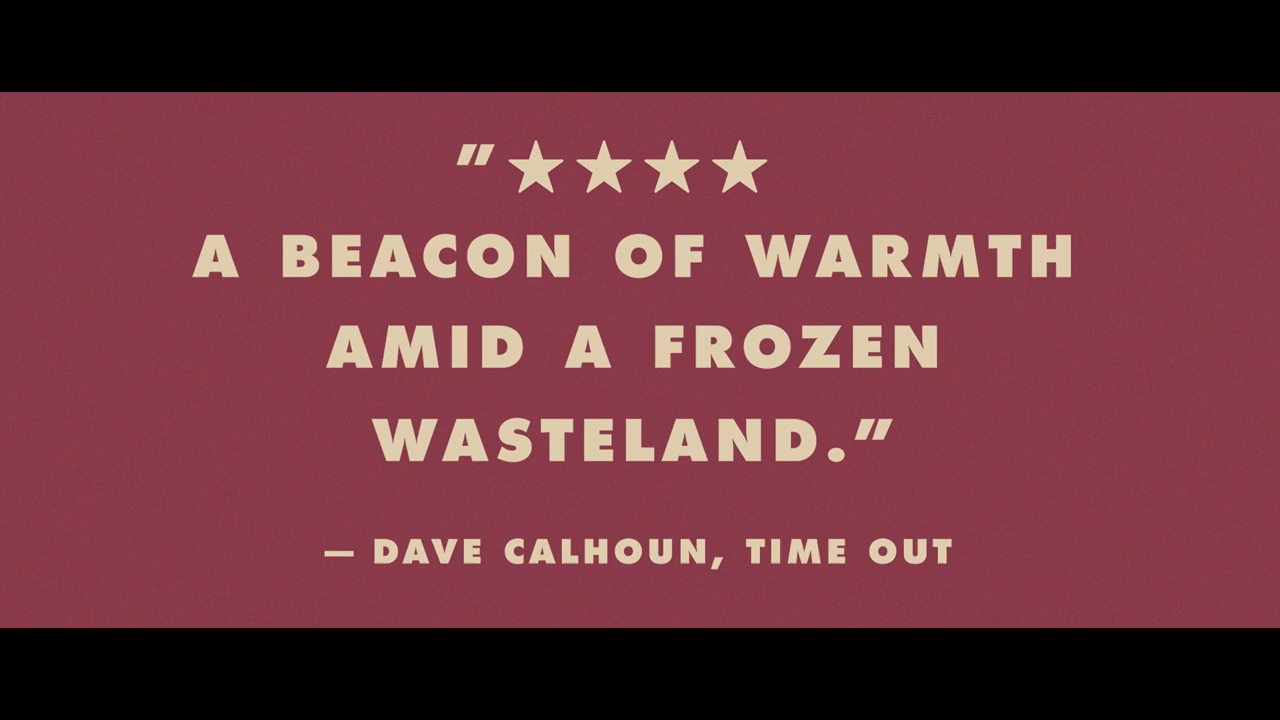 "★★★★
A BEACON OF WARMTH
AMID A FROZEN
WASTELAND."
— DAVE CALHOUN, TIME OUT